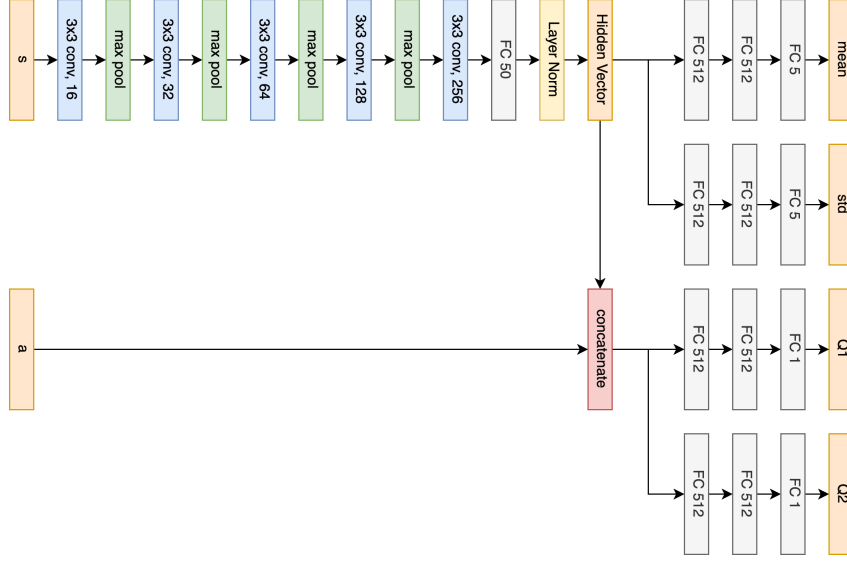 s
3x3 conv, 16
max pool
3x3 conv, 32
max pool
3x3 conv, 64
max pool
3x3 conv, 128
max pool
3x3 conv, 256
FC 50
Layer Norm
Hidden Vector
FC 512
FC 512
FC 5
mean
FC 512
FC 512
FC 5
std
a
concatenate
FC 512
FC 512
FC 1
Q1
FC 512
FC 512
FC 1
Q2